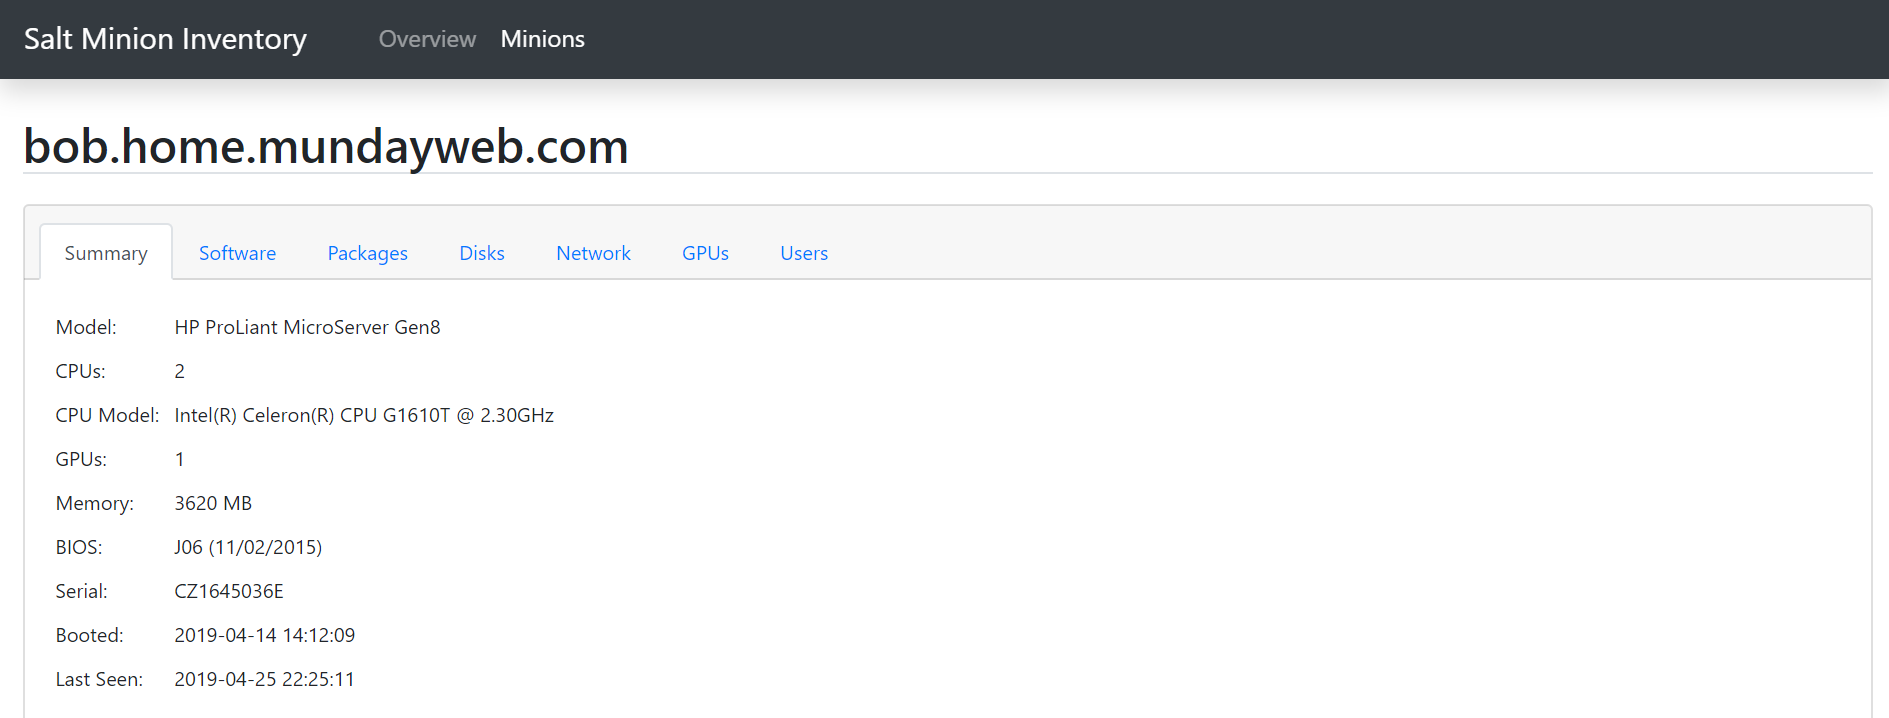 Salt Minion Inventory Overview Minions
bob.home.mundayweb.com
Summary Software Packages Disks Network GPUs Users
Model: HP ProLiant MicroServer Gen8
CPUs: 2
CPU Model: Intel(R) Celeron(R) CPU G1610T @ 2.30GHz
GPUs: 1
Memory: 3620 MB
BIOS: J06 (11/02/2015)
Serial: CZ1645036E
Booted: 2019-04-14 14:12:09
Last Seen: 2019-04-25 22:25:11